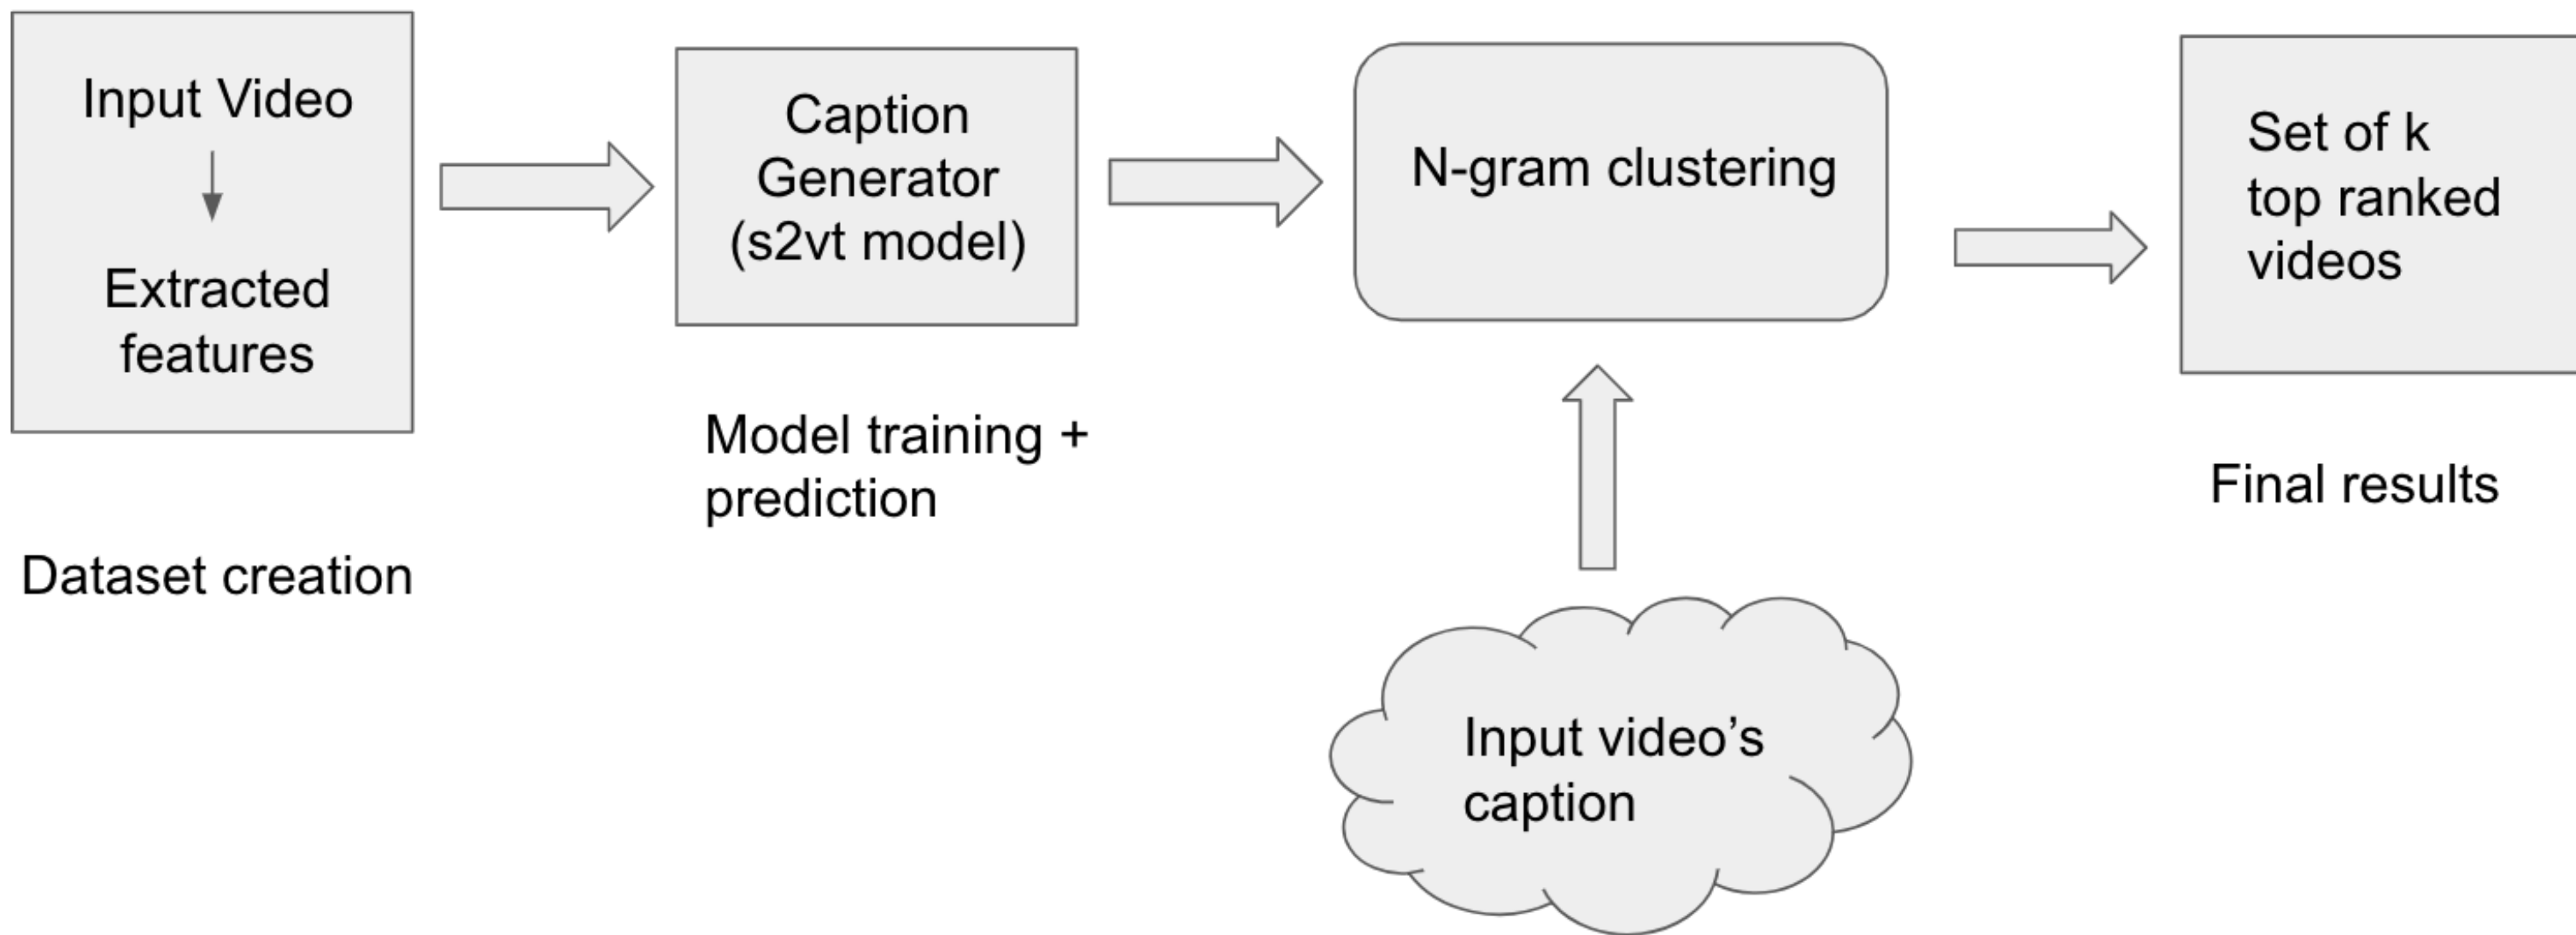 Input Video
Extracted
features
Dataset creation
Caption
Generator
(s2vt model)
Model training +
prediction
N-gram clustering
Input video’s
caption
Set of k
top ranked
videos
Final results